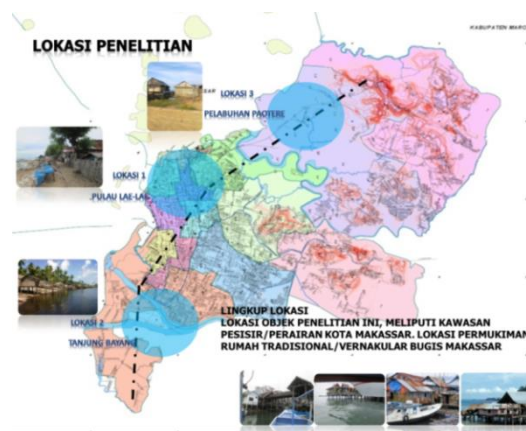 LOKASI PENELITIAN
KABUPATEN MARO
LOKASI 3
PELABUHAN PAOTERE
LOKASI 1
PULAU LAE-LAE
LOKASI 2
TANJUNG BAYANG
LINGKUP LOKASI
LOKASI OBJEK PENELITIAN INI, MELIPUTI KAWASAN
PESISIR/PERAIRAN KOTA MAKASSAR. LOKASI PERMUKIMAN
RUMAH TRADISIONAL/VERNAKULAR BUGIS MAKASSAR